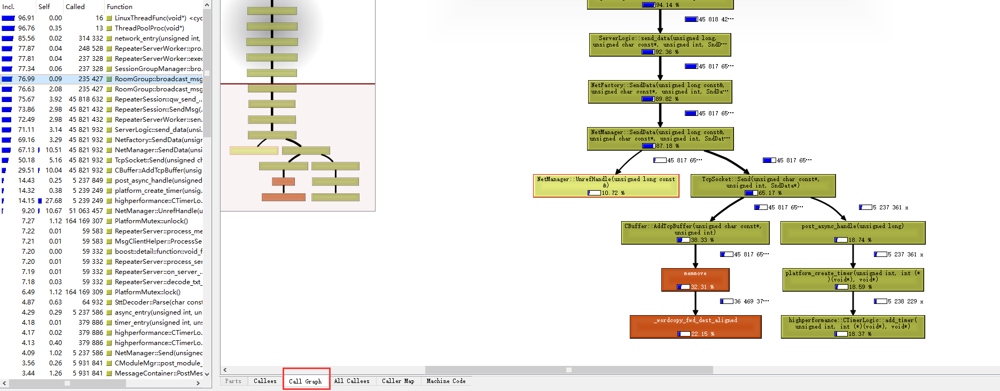 Incl. Self Called Function
96.91 0.00 16 LinuxThreadFunc(void*) <cyc
96.76 0.35 13 ThreadPoolProc(void*)
85.56 0.02 314 332 network_entry(unsigned int,
77.87 0.04 248 528 RepeaterServerWorker::pro.
77.81 0.04 237 328 RepeaterServerWorker::exec
77.34 0.06 237 328 SessionGroupManager::bro.
76.99 0.09 235 427 RoomGroup::broadcast_msg
76.63 2.08 235 427 RoomGroup::broadcast_msg
75.67 3.92 45 818 632 RepeaterSession::qw_send_..
73.86 2.98 45 821 432 RepeaterSession::SendMsg(.
72.49 2.98 45 821 932 RepeaterServerWorker::sen.
71.11 3.14 45 821 932 ServerLogic::send_data(unsi.
69.16 3.29 45 821 932 NetFactory::SendData(unsigr
67.13 10.51 45 821 932 NetManager::SendData(unsi
50.18 5.16 45 821 932 TcpSocket::Send(unsigned ch
29.51 10.04 45 821 932 CBuffer::AddTcpBuffer(unsig
14.43 0.25 5 237 849 post_async_handle(unsigned
14.32 0.38 5 239 249 platform_create_timer(unsig.
14.15 27.68 5 239 249 highperformance::CTimerLo.
9.20 10.67 51 063 457 NetManager::UnrefHandle(u
7.27 1.12 164 169 307 PlatformMutex::unlock()
7.22 0.01 59 583 RepeaterServer::process_me
7.21 0.01 59 583 MsgClientHelper::ProcessSe
7.20 0.00 59 332 boost::detail::function::void_f
7.20 0.01 59 332 RepeaterServer::process_ser
7.19 0.01 59 332 RepeaterServer::on_server_.
7.18 0.03 59 332 RepeaterServer::decode_txt_
6.49 1.12 164 169 309 PlatformMutex::lock()
4.87 0.63 64 932 SttDecoder::Parse(char const
4.29 0.29 5 237 586 async_entry(unsigned int, un
4.18 0.01 379 886 timer_entry(unsigned int, uns
4.17 0.02 379 886 highperformance::CTimerLo.
4.13 0.40 379 886 highperformance::CTimerLo.
4.09 1.02 5 237 586 NetManager::Send(unsigned
3.56 0.26 5 931 841 CModuleMgr::post_module_
3.44 1.26 5 931 841 MessageContainer::PostMes
94.14 %
45 818 42…
ServerLogic::send_data(unsigned long,
unsigned char const*, unsigned int, SndD…
92.36 %
45 817 65…
NetFactory::SendData(unsigned long const&,
unsigned char const*, unsigned int, SndDa…
89.82 %
45 817 65…
NetManager::SendData(unsigned long const&,
unsigned char const*, unsigned int, SndDat…
87.18 %
45 817 65… 45 817 65…
NetManager::UnrefHandle(unsigned long const
&)
10.72 %
TcpSocket::Send(unsigned char const*,
unsigned int, SndData*)
65.17 %
45 817 65… 5 237 361 x
CBuffer::AddTcpBuffer(unsigned char const*,
unsigned int)
38.33 %
post_async_handle(unsigned long)
18.74 %
45 817 65… 5 237 361 x
memmove
32.31 %
platform_create_timer(unsigned int, int (*
)(void*), void*)
18.59 %
36 469 37… 5 238 229 x
_wordcopy_fwd_dest_aligned
22.15 %
highperformance::CTimerLogic::add_timer(
unsigned int, int (*)(void*), void*)
18.37 %
Parts Callees Call Graph All Callees Caller Map Machine Code